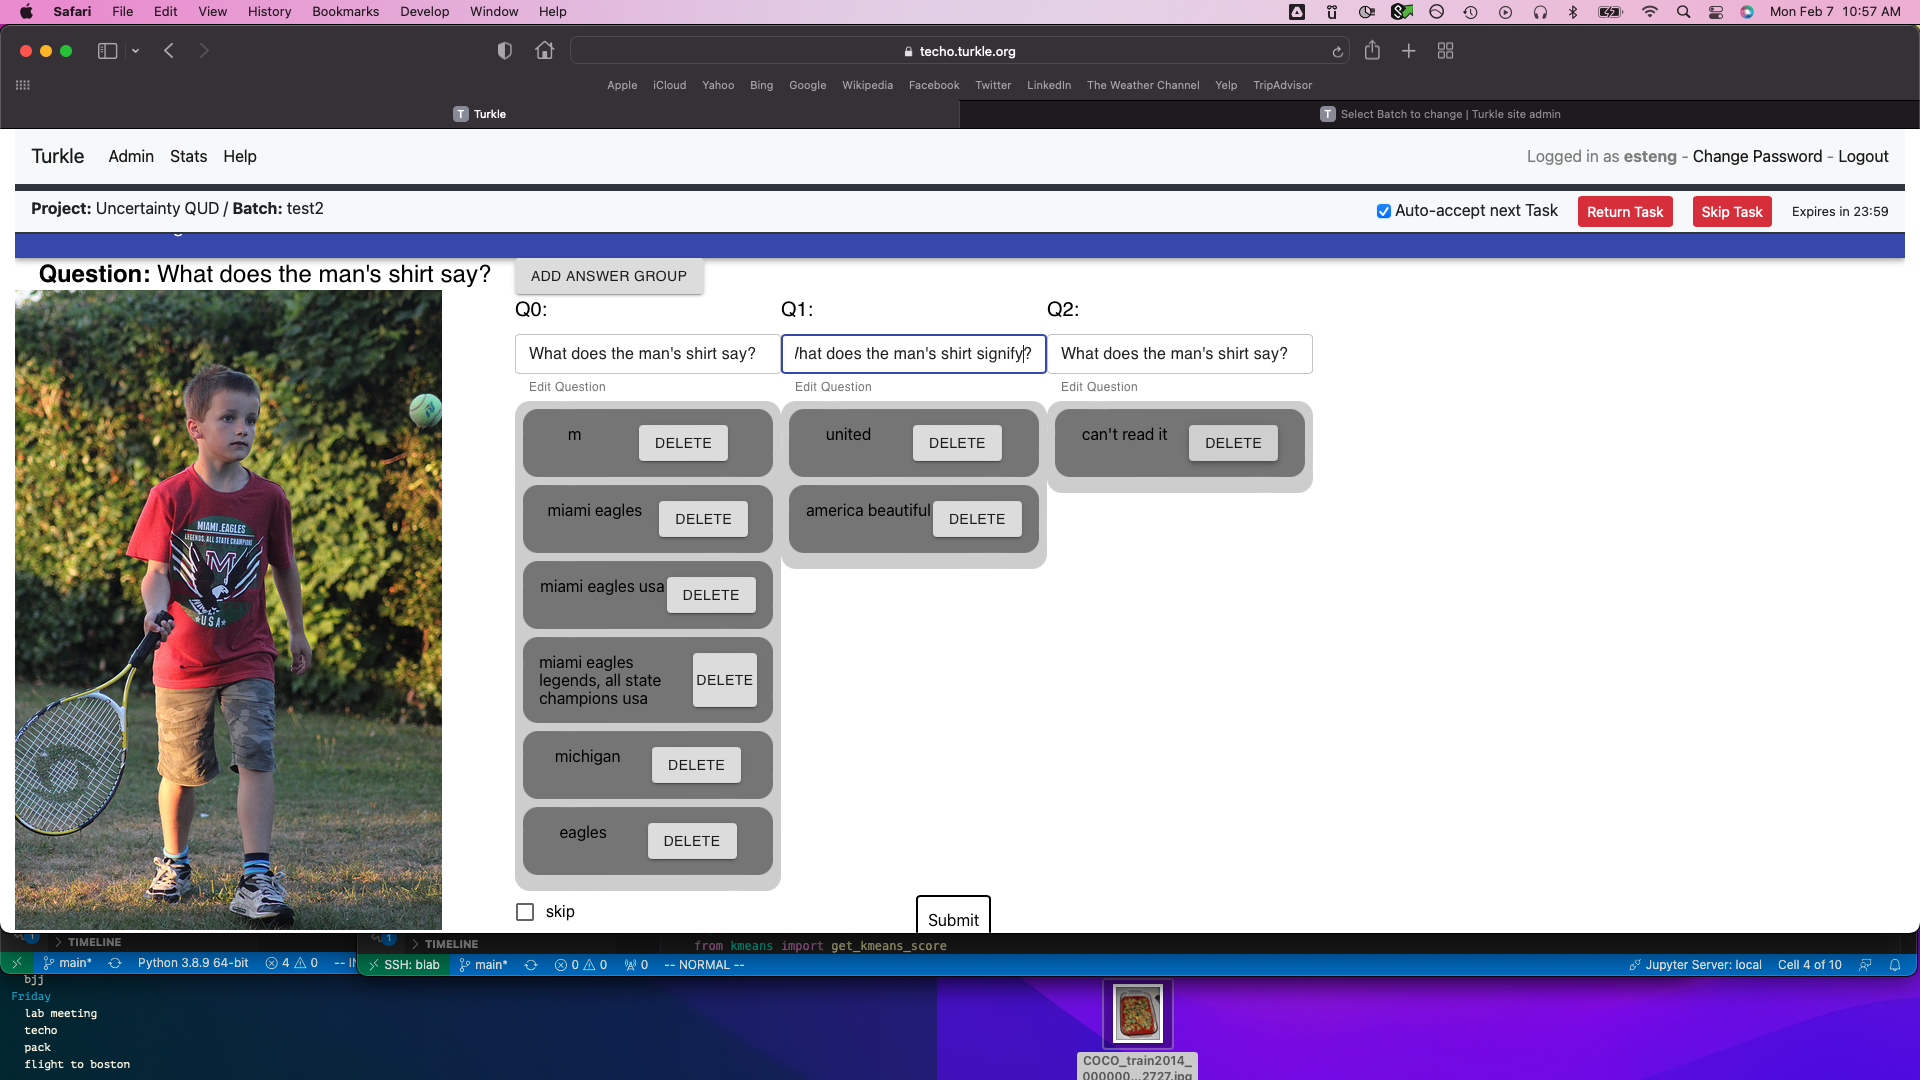 Safari File Edit View History Bookmarks Develop Window Help Mon Feb 7 10:57 AM
techo.turkle.org
Apple iCloud Yahoo Bing Google Wikipedia Facebook Twitter LinkedIn The Weather Channel Yelp TripAdvisor
T Turkle T Select Batch to change | Turkle site admin
Turkle Admin Stats Help Logged in as esteng - Change Password - Logout
Project: Uncertainty QUD / Batch: test2 Auto-accept next Task Return Task Skip Task Expires in 23:59
Question: What does the man's shirt say? ADD ANSWER GROUP
Q0: Q1: Q2:
What does the man's shirt say? hat does the man's shirt signify? What does the man's shirt say?
Edit Question Edit Question Edit Question
m DELETE united DELETE can't read it DELETE
miami eagles DELETE america beautiful DELETE
miami eagles usa DELETE
miami eagles
legends, all state
champions usa DELETE
michigan DELETE
eagles DELETE
MIAMI.EAGLES
LEGENDS, ALL STATE CHAMPIONS
M
USA
skip Submit
1 TIMELINE 1 TIMELINE from kmeans import get_kmeans_score
main* Python 3.8.9 64-bit 4 0 -- IN SSH: blab main* 0 0 0 -- NORMAL -- Jupyter Server: local Cell 4 of 10
bjj
Friday
lab meeting
techo
pack
flight to boston
COCO_train2014_
000000...2727.jpg